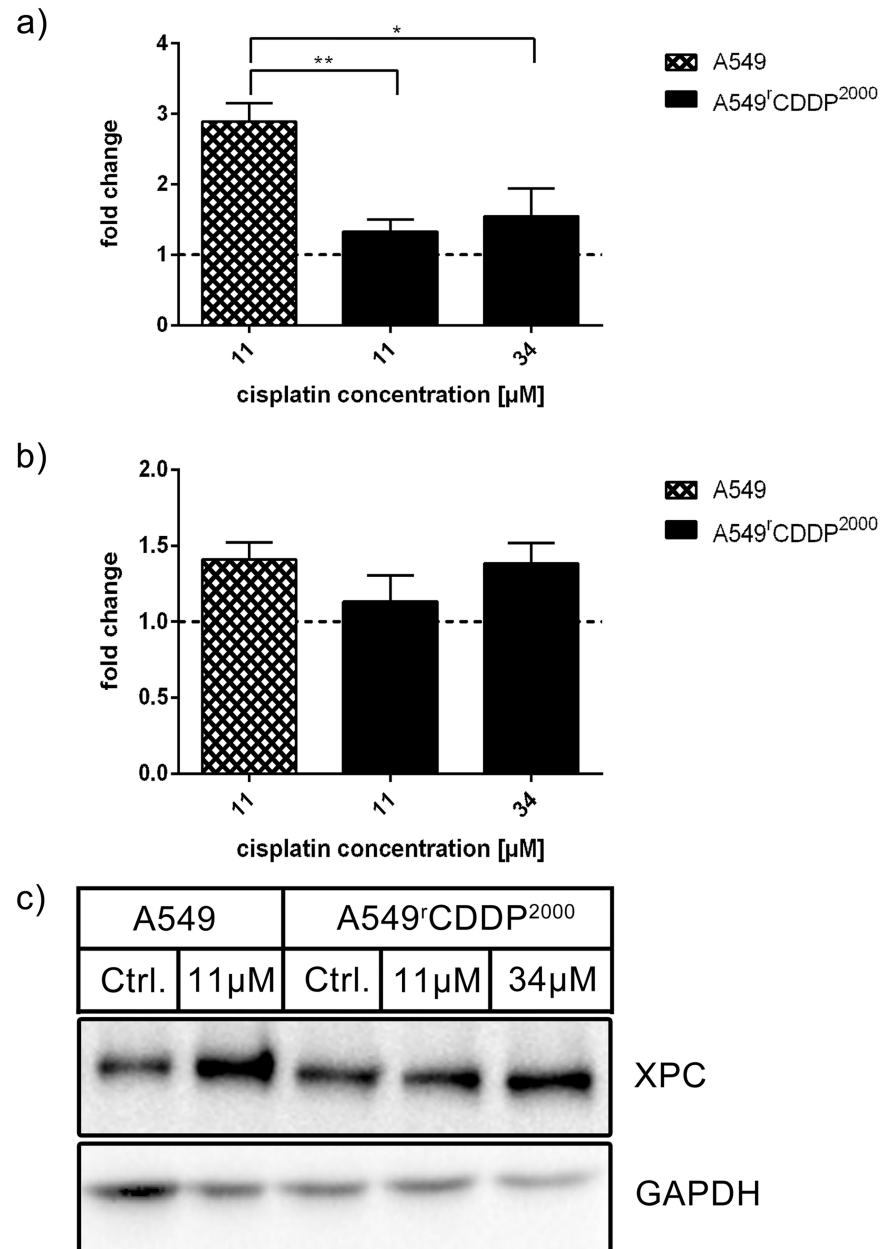 a)
*
**
4
3
2
1
0
fold change
11
11
34
cisplatin concentration [µM]
A549
A549ʳCDDP²⁰⁰⁰
b)
2.0
1.5
1.0
0.5
0.0
fold change
11
11
34
cisplatin concentration [µM]
A549
A549ʳCDDP²⁰⁰⁰
c)
A549 A549ʳCDDP²⁰⁰⁰
Ctrl. 11µM Ctrl. 11µM 34µM
XPC
GAPDH